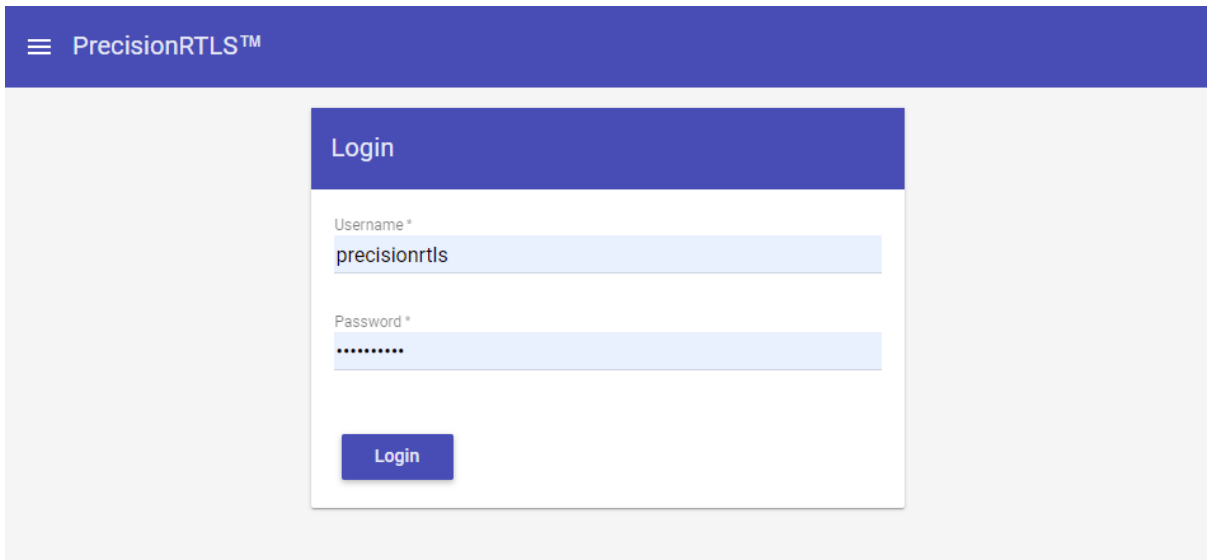 PrecisionRTLS™
Login
Username *
precisionrtls
Password *
••••••••••
Login